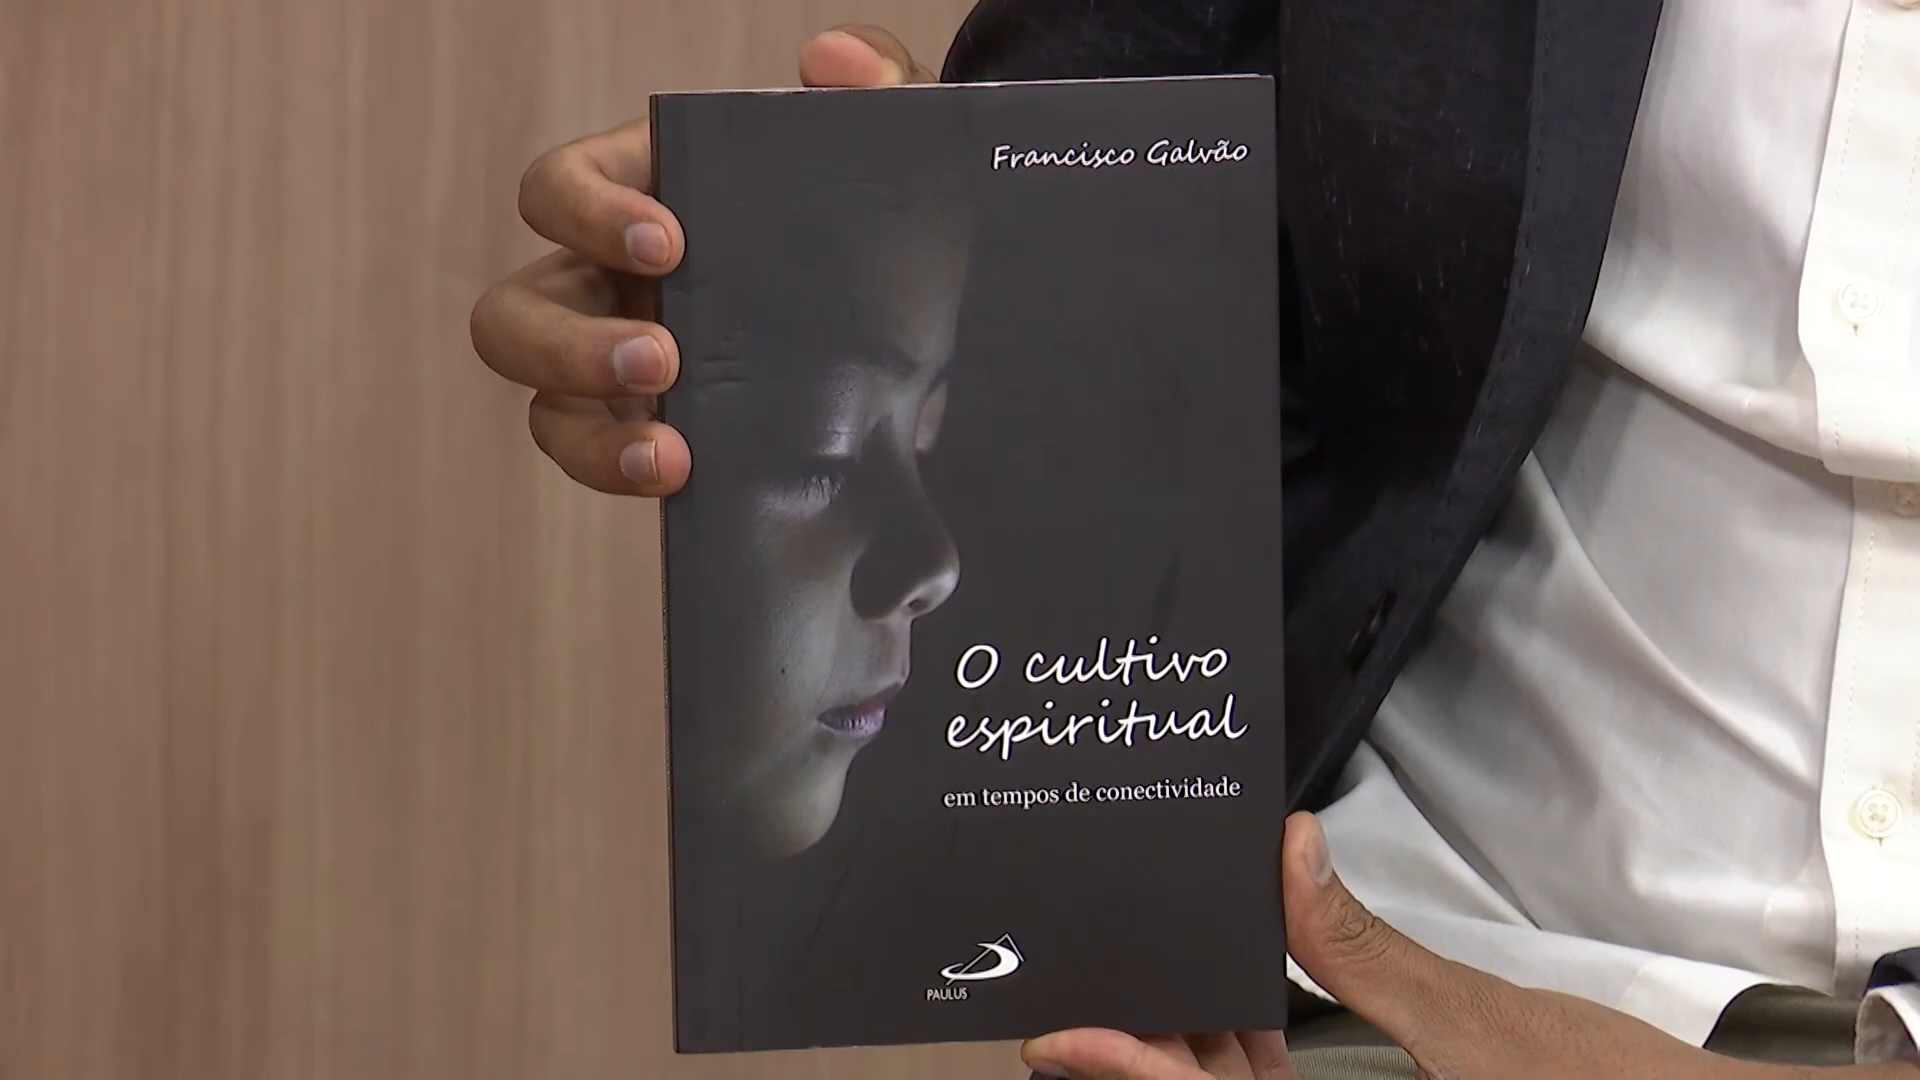 Francisco Galvão
O cultivo
espiritual
em tempos de conectividade
PAULUS